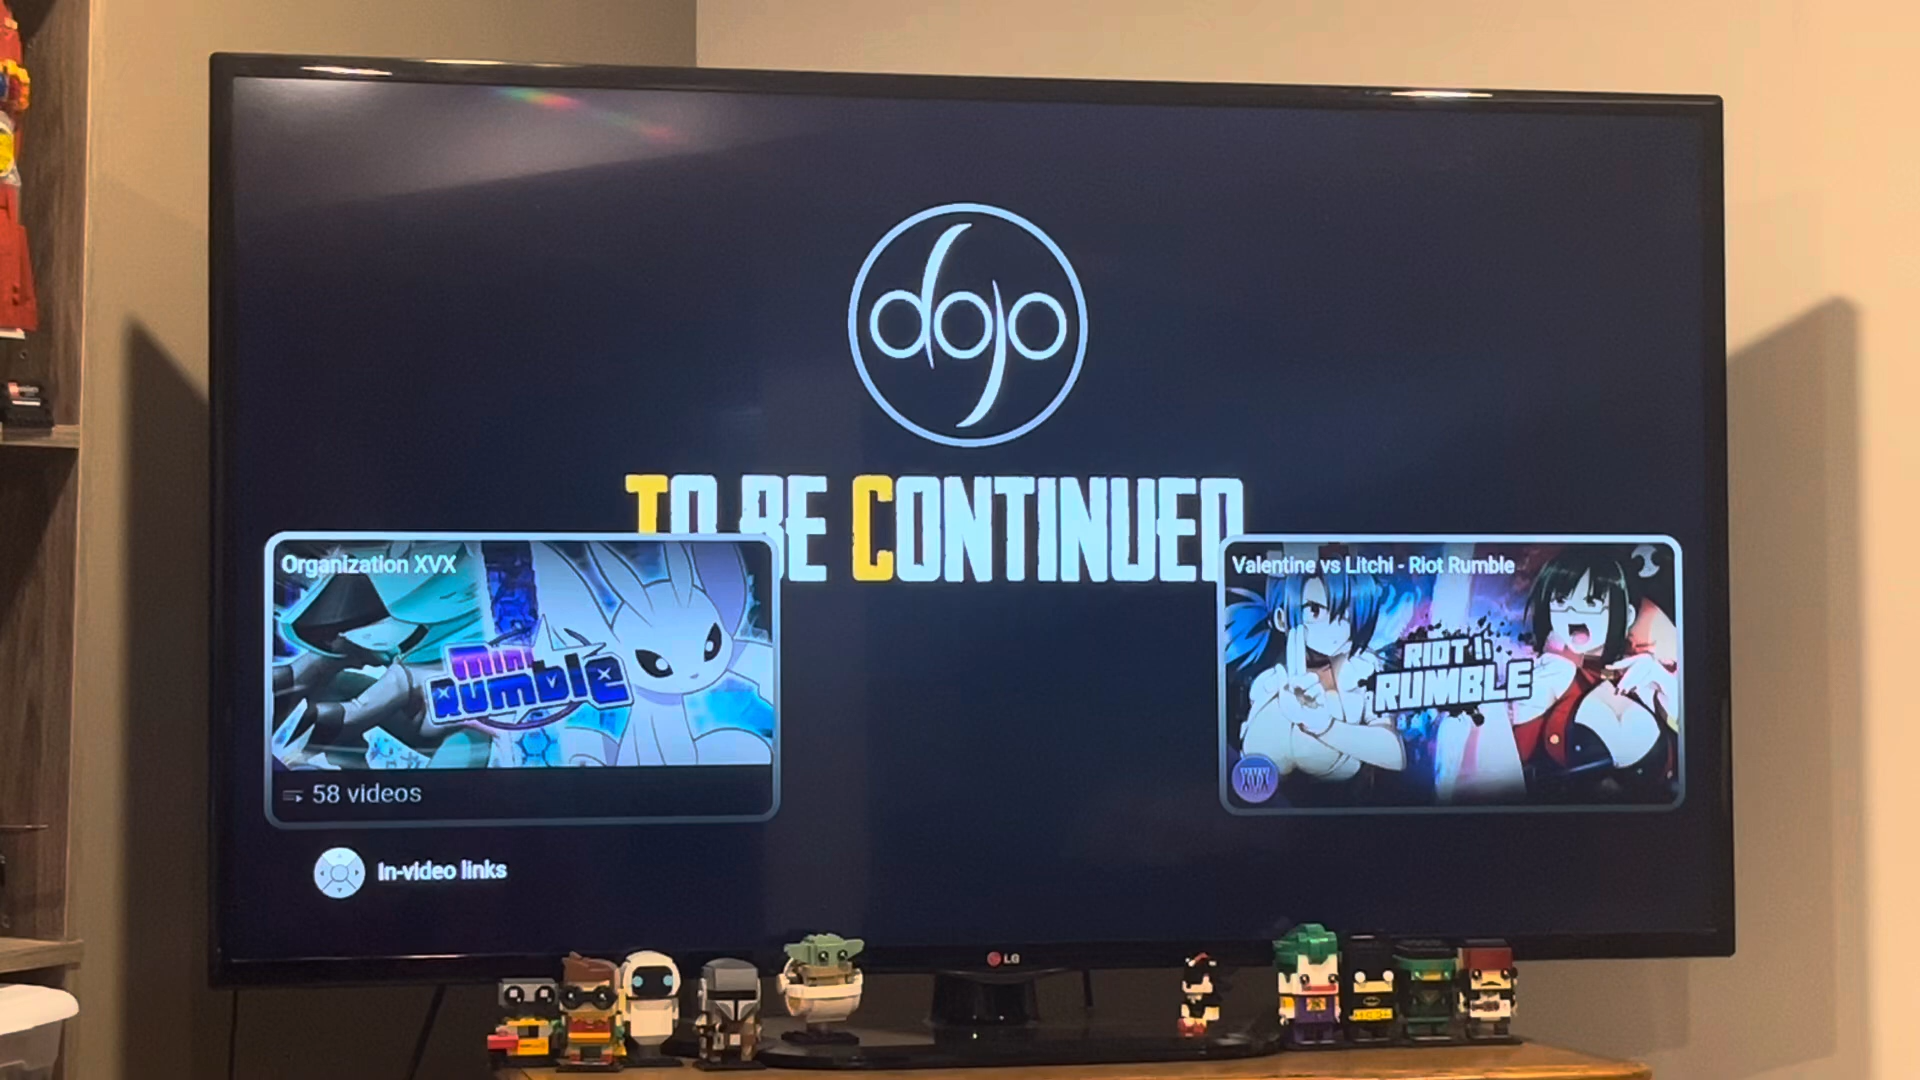 dojo
TO BE CONTINUED
Organization XVX
MINI
RUMBLE
58 videos
Valentine vs Litchi - Riot Rumble
RIOT
RUMBLE
XVX
In-video links
LG